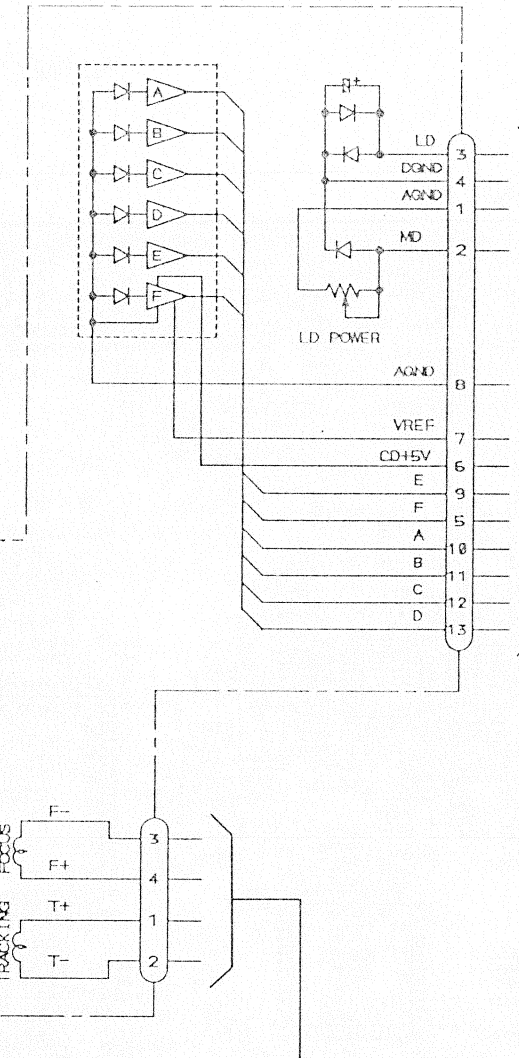 A
B
C
D
E
F
LD POWER
LD 3
DGND 4
AGND 1
MD 2
AGND 8
VREF 7
CD+5V 6
E 9
F 5
A 10
B 11
C 12
D 13
FOCUS
F- 3
F+ 4
TRACKING
T+ 1
T- 2